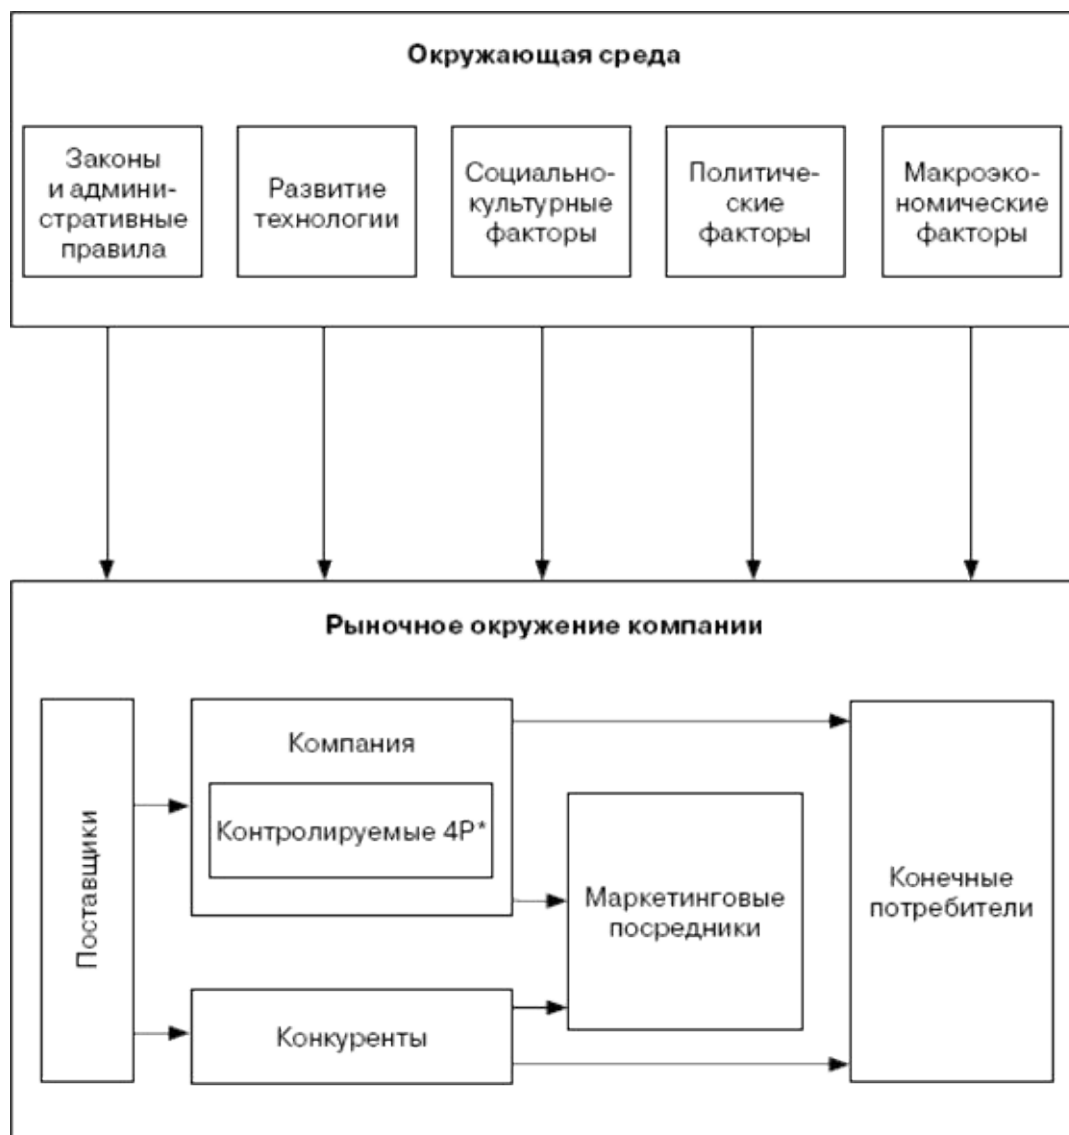 Окружающая среда
Законы
и админи-
стративные
правила
Развитие
технологии
Социально-
культурные
факторы
Политиче-
ские
факторы
Макроэко-
номические
факторы
Рыночное окружение компании
Поставщики
Компания
Контролируемые 4P*
Конкуренты
Маркетинговые
посредники
Конечные
потребители